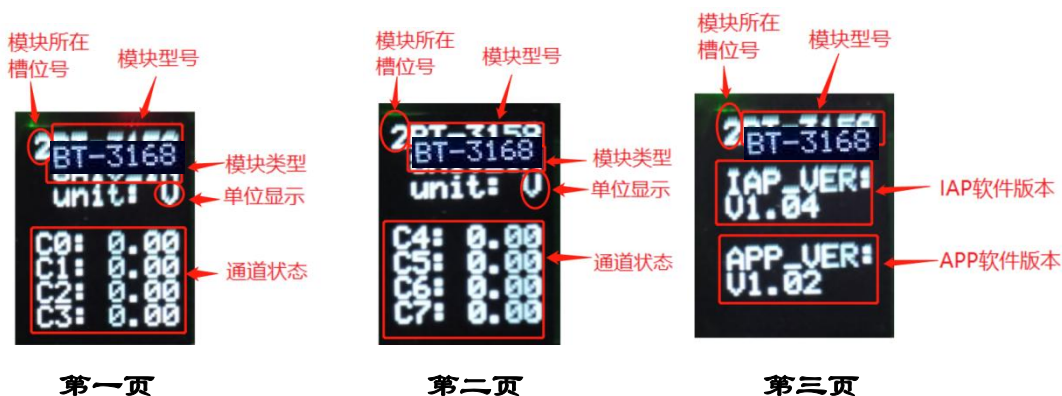 模块所在
槽位号
模块型号
2
BT-3168
模块类型
unit: V
单位显示
C0: 0.00
C1: 0.00
C2: 0.00
C3: 0.00
通道状态
第一页
模块所在
槽位号
模块型号
2
BT-3158
BT-3168
模块类型
unit: V
单位显示
C4: 0.00
C5: 0.00
C6: 0.00
C7: 0.00
通道状态
第二页
模块所在
槽位号
模块型号
2
BT-3168
IAP_VER:
V1.04
IAP软件版本
APP_VER:
V1.02
APP软件版本
第三页